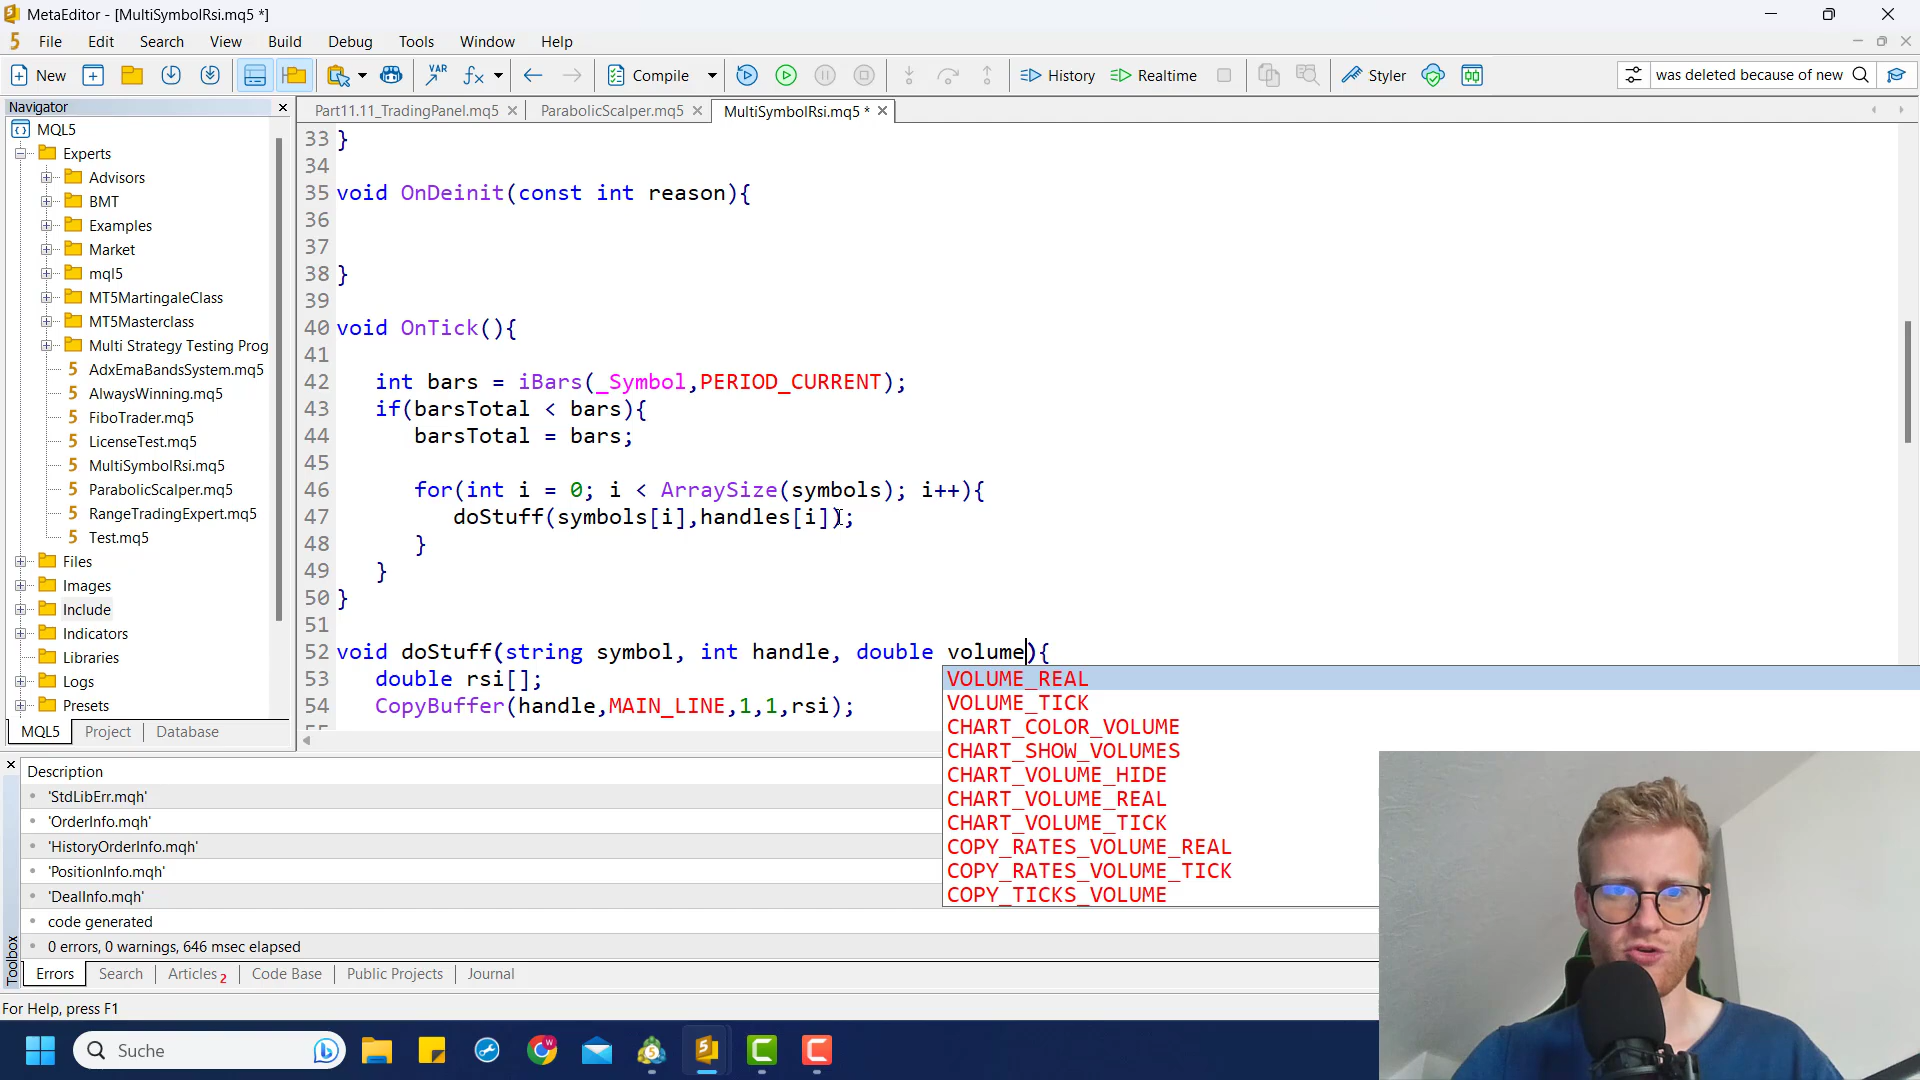 MetaEditor - [MultiSymbolRsi.mq5 *]
File Edit Search View Build Debug Tools Window Help
New VAR fx Compile History Realtime Styler was deleted because of new
Navigator
Part11.11_TradingPanel.mq5 ParabolicScalper.mq5 MultiSymbolRsi.mq5 *
MQL5
Experts
Advisors
BMT
Examples
Market
mql5
MT5MartingaleClass
MT5Masterclass
Multi Strategy Testing Prog
AdxEmaBandsSystem.mq5
AlwaysWinning.mq5
FiboTrader.mq5
LicenseTest.mq5
MultiSymbolRsi.mq5
ParabolicScalper.mq5
RangeTradingExpert.mq5
Test.mq5
Files
Images
Include
Indicators
Libraries
Logs
Presets
MQL5 Project Database
33 }
34
35 void OnDeinit(const int reason){
36
37
38 }
39
40 void OnTick(){
41
42 int bars = iBars(_Symbol,PERIOD_CURRENT);
43 if(barsTotal < bars){
44 barsTotal = bars;
45
46 for(int i = 0; i < ArraySize(symbols); i++){
47 doStuff(symbols[i],handles[i]);
48 }
49 }
50 }
51
52 void doStuff(string symbol, int handle, double volume){
53 double rsi[];
54 CopyBuffer(handle,MAIN_LINE,1,1,rsi);
VOLUME_REAL
VOLUME_TICK
CHART_COLOR_VOLUME
CHART_SHOW_VOLUMES
CHART_VOLUME_HIDE
CHART_VOLUME_REAL
CHART_VOLUME_TICK
COPY_RATES_VOLUME_REAL
COPY_RATES_VOLUME_TICK
COPY_TICKS_VOLUME
Description
'StdLibErr.mqh'
'OrderInfo.mqh'
'HistoryOrderInfo.mqh'
'PositionInfo.mqh'
'DealInfo.mqh'
code generated
0 errors, 0 warnings, 646 msec elapsed
Toolbox
Errors Search Articles 2 Code Base Public Projects Journal
For Help, press F1
Suche